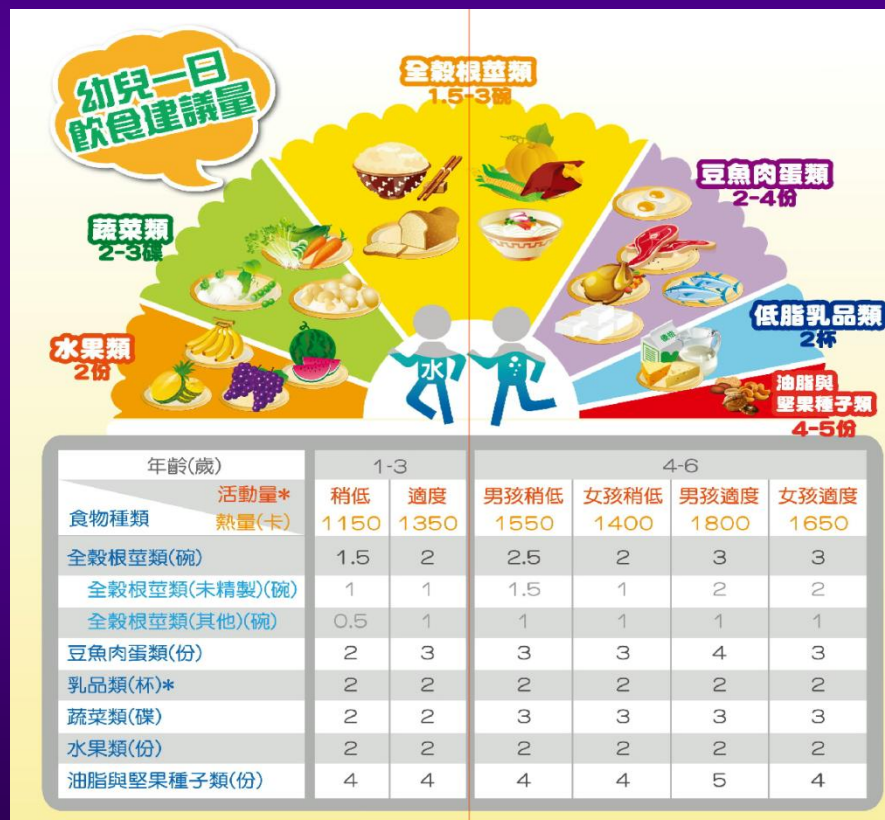 幼兒一日
飲食建議量
全穀根莖類
1.5-3碗
豆魚肉蛋類
2-4份
蔬菜類
2-3碟
低脂乳品類
2杯
水果類
2份
水
油脂與
堅果種子類
4-5份
年齡(歲) 1-3 4-6
活動量* 稍低 適度 男孩稍低 女孩稍低 男孩適度 女孩適度
食物種類 熱量(卡) 1150 1350 1550 1400 1800 1650
全穀根莖類(碗) 1.5 2 2.5 2 3 3
全穀根莖類(未精製)(碗) 1 1 1.5 1 2 2
全穀根莖類(其他)(碗) 0.5 1 1 1 1 1
豆魚肉蛋類(份) 2 3 3 3 4 3
乳品類(杯)* 2 2 2 2 2 2
蔬菜類(碟) 2 2 3 3 3 3
水果類(份) 2 2 2 2 2 2
油脂與堅果種子類(份) 4 4 4 4 5 4